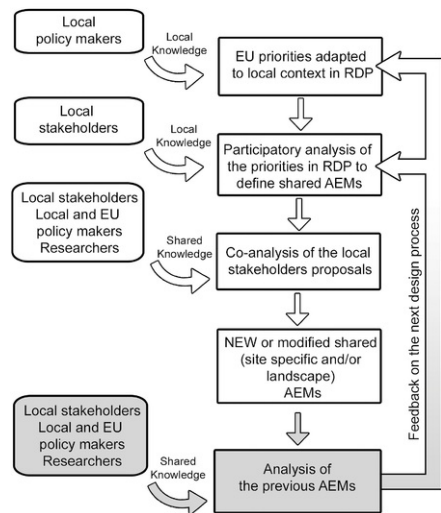 Local
policy makers
Local
Knowledge
EU priorities adapted
to local context in RDP
Local
stakeholders
Local
Knowledge
Participatory analysis of
the priorities in RDP to
define shared AEMs
Local stakeholders
Local and EU
policy makers
Researchers
Shared
Knowledge
Co-analysis of the local
stakeholders proposals
NEW or modified shared
(site specific and/or
landscape)
AEMs
Local stakeholders
Local and EU
policy makers
Researchers
Shared
Knowledge
Analysis of
the previous AEMs
Feedback on the next design process